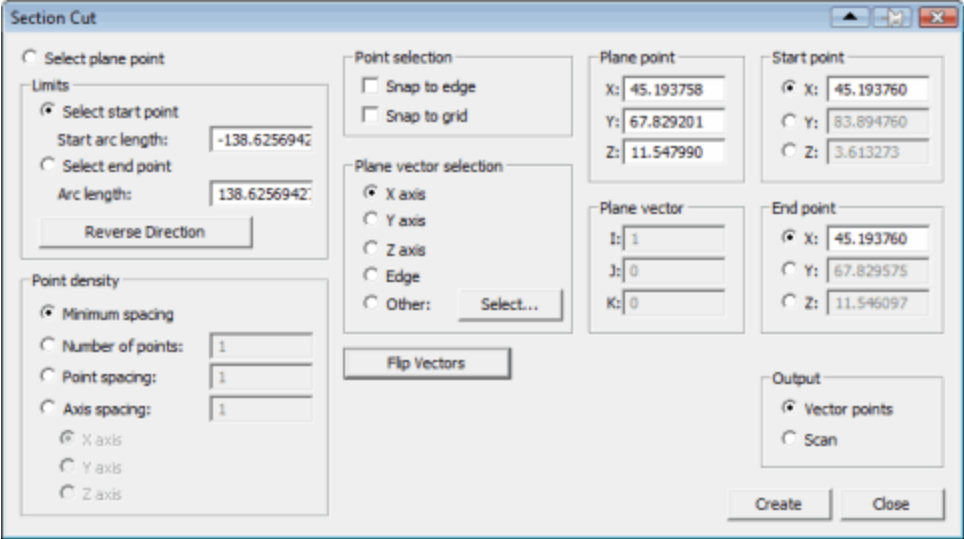 Section Cut
Select plane point
Limits
Select start point
Start arc length: -138.6256942
Select end point
Arc length: 138.6256942
Reverse Direction
Point density
Minimum spacing
Number of points: 1
Point spacing: 1
Axis spacing: 1
X axis
Y axis
Z axis
Point selection
Snap to edge
Snap to grid
Plane vector selection
X axis
Y axis
Z axis
Edge
Other: Select...
Flip Vectors
Plane point
X: 45.193758
Y: 67.829201
Z: 11.547990
Plane vector
I: 1
J: 0
K: 0
Start point
X: 45.193760
Y: 83.894760
Z: 3.613273
End point
X: 45.193760
Y: 67.829575
Z: 11.546097
Output
Vector points
Scan
Create Close